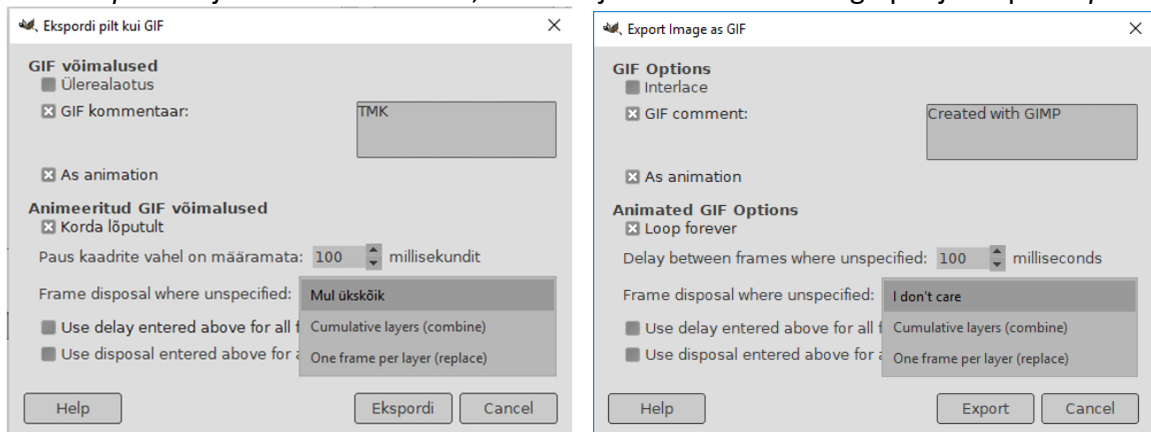 Ekspordi pilt kui GIF
GIF võimalused
Ülerealaotus
GIF kommentaar:
TMK
As animation
Animeeritud GIF võimalused
Korda lõputult
Paus kaadrite vahel on määramata: 100 millisekundit
Frame disposal where unspecified: Mul ükskõik
Use delay entered above for all Cumulative layers (combine)
Use disposal entered above for One frame per layer (replace)
Help Ekspordi Cancel
Export Image as GIF
GIF Options
Interlace
GIF comment:
Created with GIMP
As animation
Animated GIF Options
Loop forever
Delay between frames where unspecified: 100 milliseconds
Frame disposal where unspecified: I don't care
Use delay entered above for all Cumulative layers (combine)
Use disposal entered above for One frame per layer (replace)
Help Export Cancel